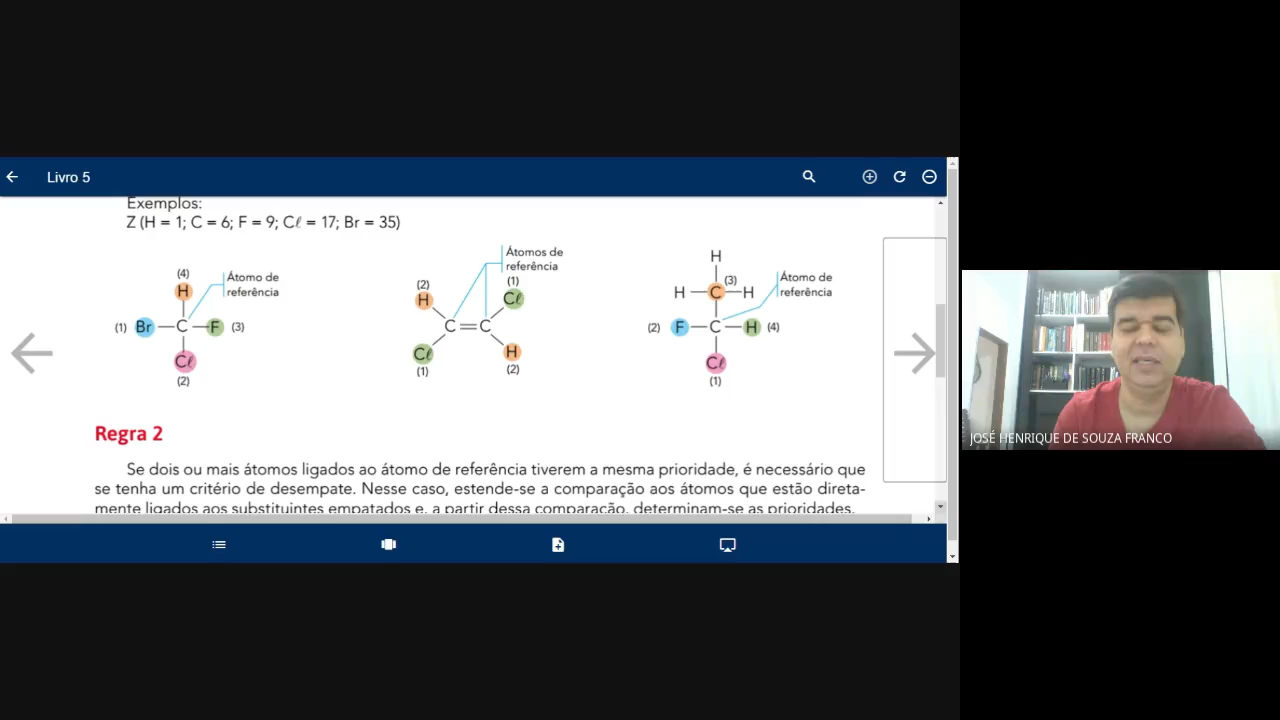 Livro 5
Exemplos:
Z (H = 1; C = 6; F = 9; Cℓ = 17; Br = 35)
(4)
H
Átomo de
referência
(1) Br C F (3)
Cℓ
(2)
Átomos de
referência
(2) (1)
H Cℓ
C = C
Cℓ H
(1) (2)
H
(3)
H C H
Átomo de
referência
(2) F C H (4)
Cℓ
(1)
Regra 2
Se dois ou mais átomos ligados ao átomo de referência tiverem a mesma prioridade, é necessário que
se tenha um critério de desempate. Nesse caso, estende-se a comparação aos átomos que estão direta-
mente ligados aos substituintes empatados e, a partir dessa comparação, determinam-se as prioridades.
JOSÉ HENRIQUE DE SOUZA FRANCO